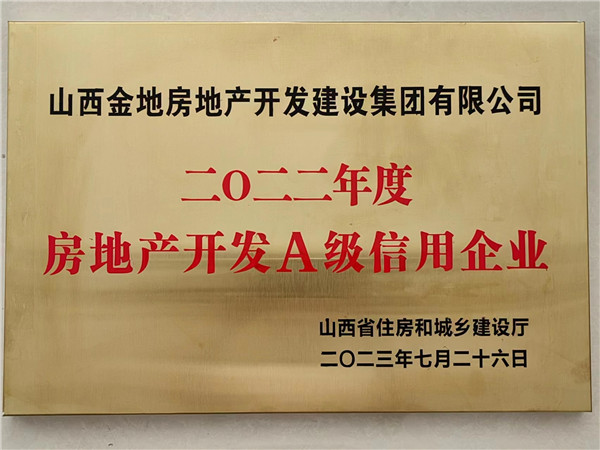 山西金地房地产开发建设集团有限公司
二〇二二年度
房地产开发A级信用企业
山西省住房和城乡建设厅
二〇二三年七月二十六日